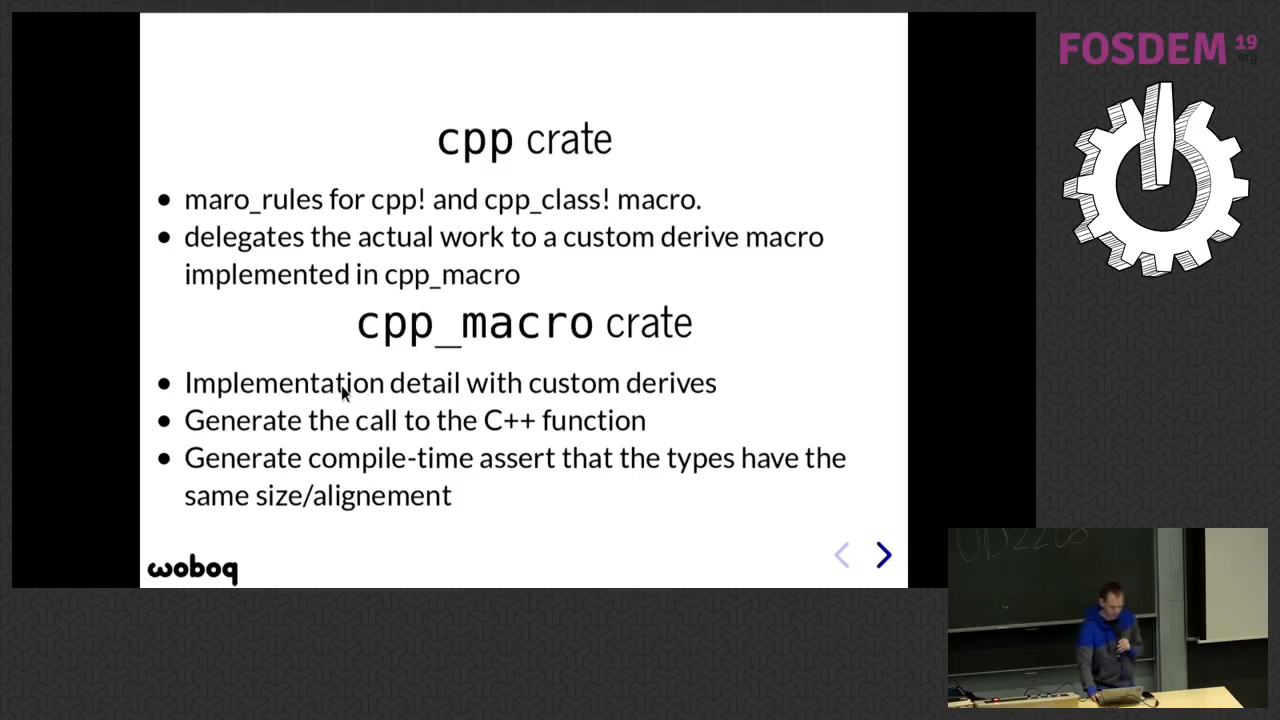 FOSDEM 19
.org
cpp crate
maro_rules for cpp! and cpp_class! macro.
delegates the actual work to a custom derive macro
implemented in cpp_macro
cpp_macro crate
Implementation detail with custom derives
Generate the call to the C++ function
Generate compile-time assert that the types have the
same size/alignement
woboq
UD2208